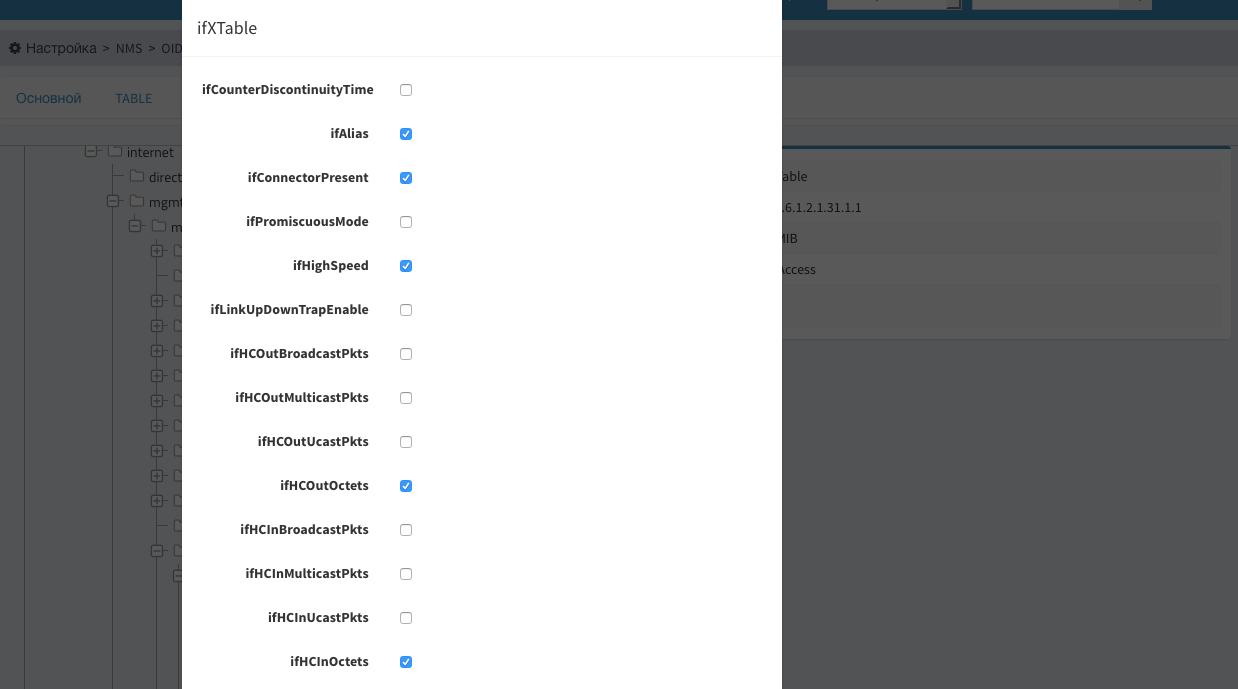 ifXTable
Настройка > NMS > OID
Основной TABLE
ifCounterDiscontinuityTime
ifAlias
ifConnectorPresent
ifPromiscuousMode
ifHighSpeed
ifLinkUpDownTrapEnable
ifHCOutBroadcastPkts
ifHCOutMulticastPkts
ifHCOutUcastPkts
ifHCOutOctets
ifHCInBroadcastPkts
ifHCInMulticastPkts
ifHCInUcastPkts
ifHCInOctets
internet
direct
mgmt
m
able
.6.1.2.1.31.1.1
MIB
Access